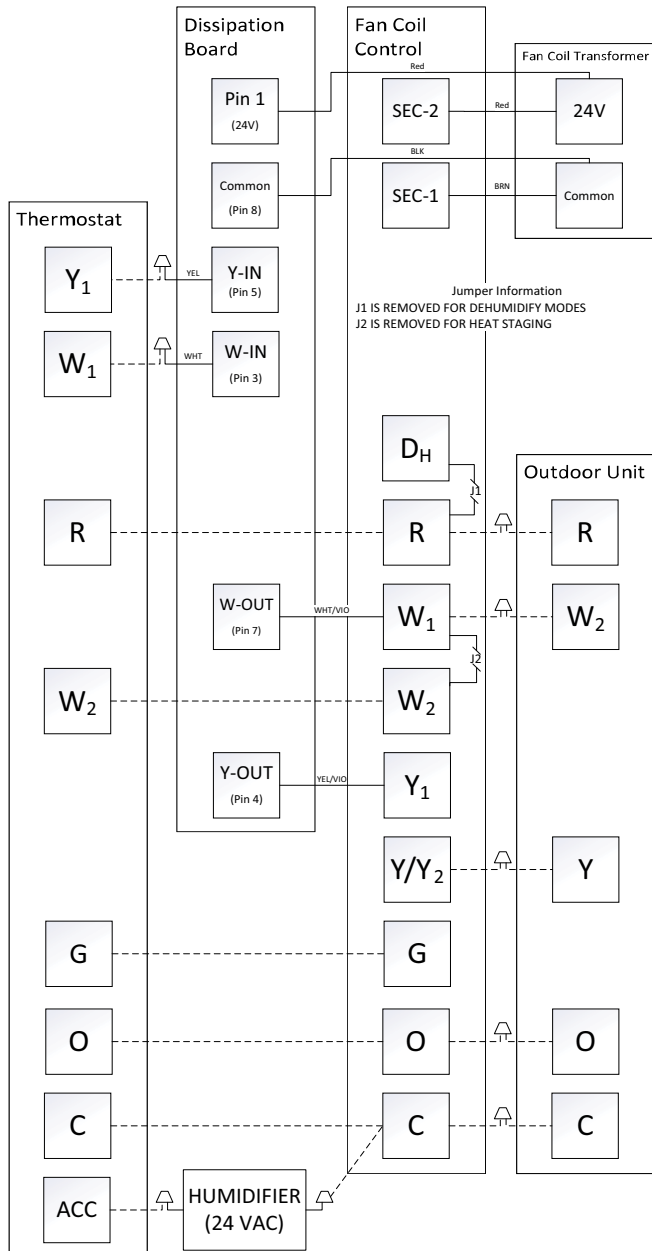 Dissipation
Board
Fan Coil
Control
Fan Coil Transformer
Red
Pin 1
(24V)
SEC-2
Red
24V
BLK
Common
(Pin 8)
SEC-1
BRN
Common
Thermostat
Y1
YEL
Y-IN
(Pin 5)
Jumper Information
J1 IS REMOVED FOR DEHUMIDIFY MODES
J2 IS REMOVED FOR HEAT STAGING
W1
WHT
W-IN
(Pin 3)
DH
Outdoor Unit
J1
R
R
R
W-OUT
(Pin 7)
WHT/VIO
W1
W2
J2
W2
W2
Y-OUT
(Pin 4)
YEL/VIO
Y1
Y/Y2
Y
G
G
O
O
O
C
C
C
ACC
HUMIDIFIER
(24 VAC)